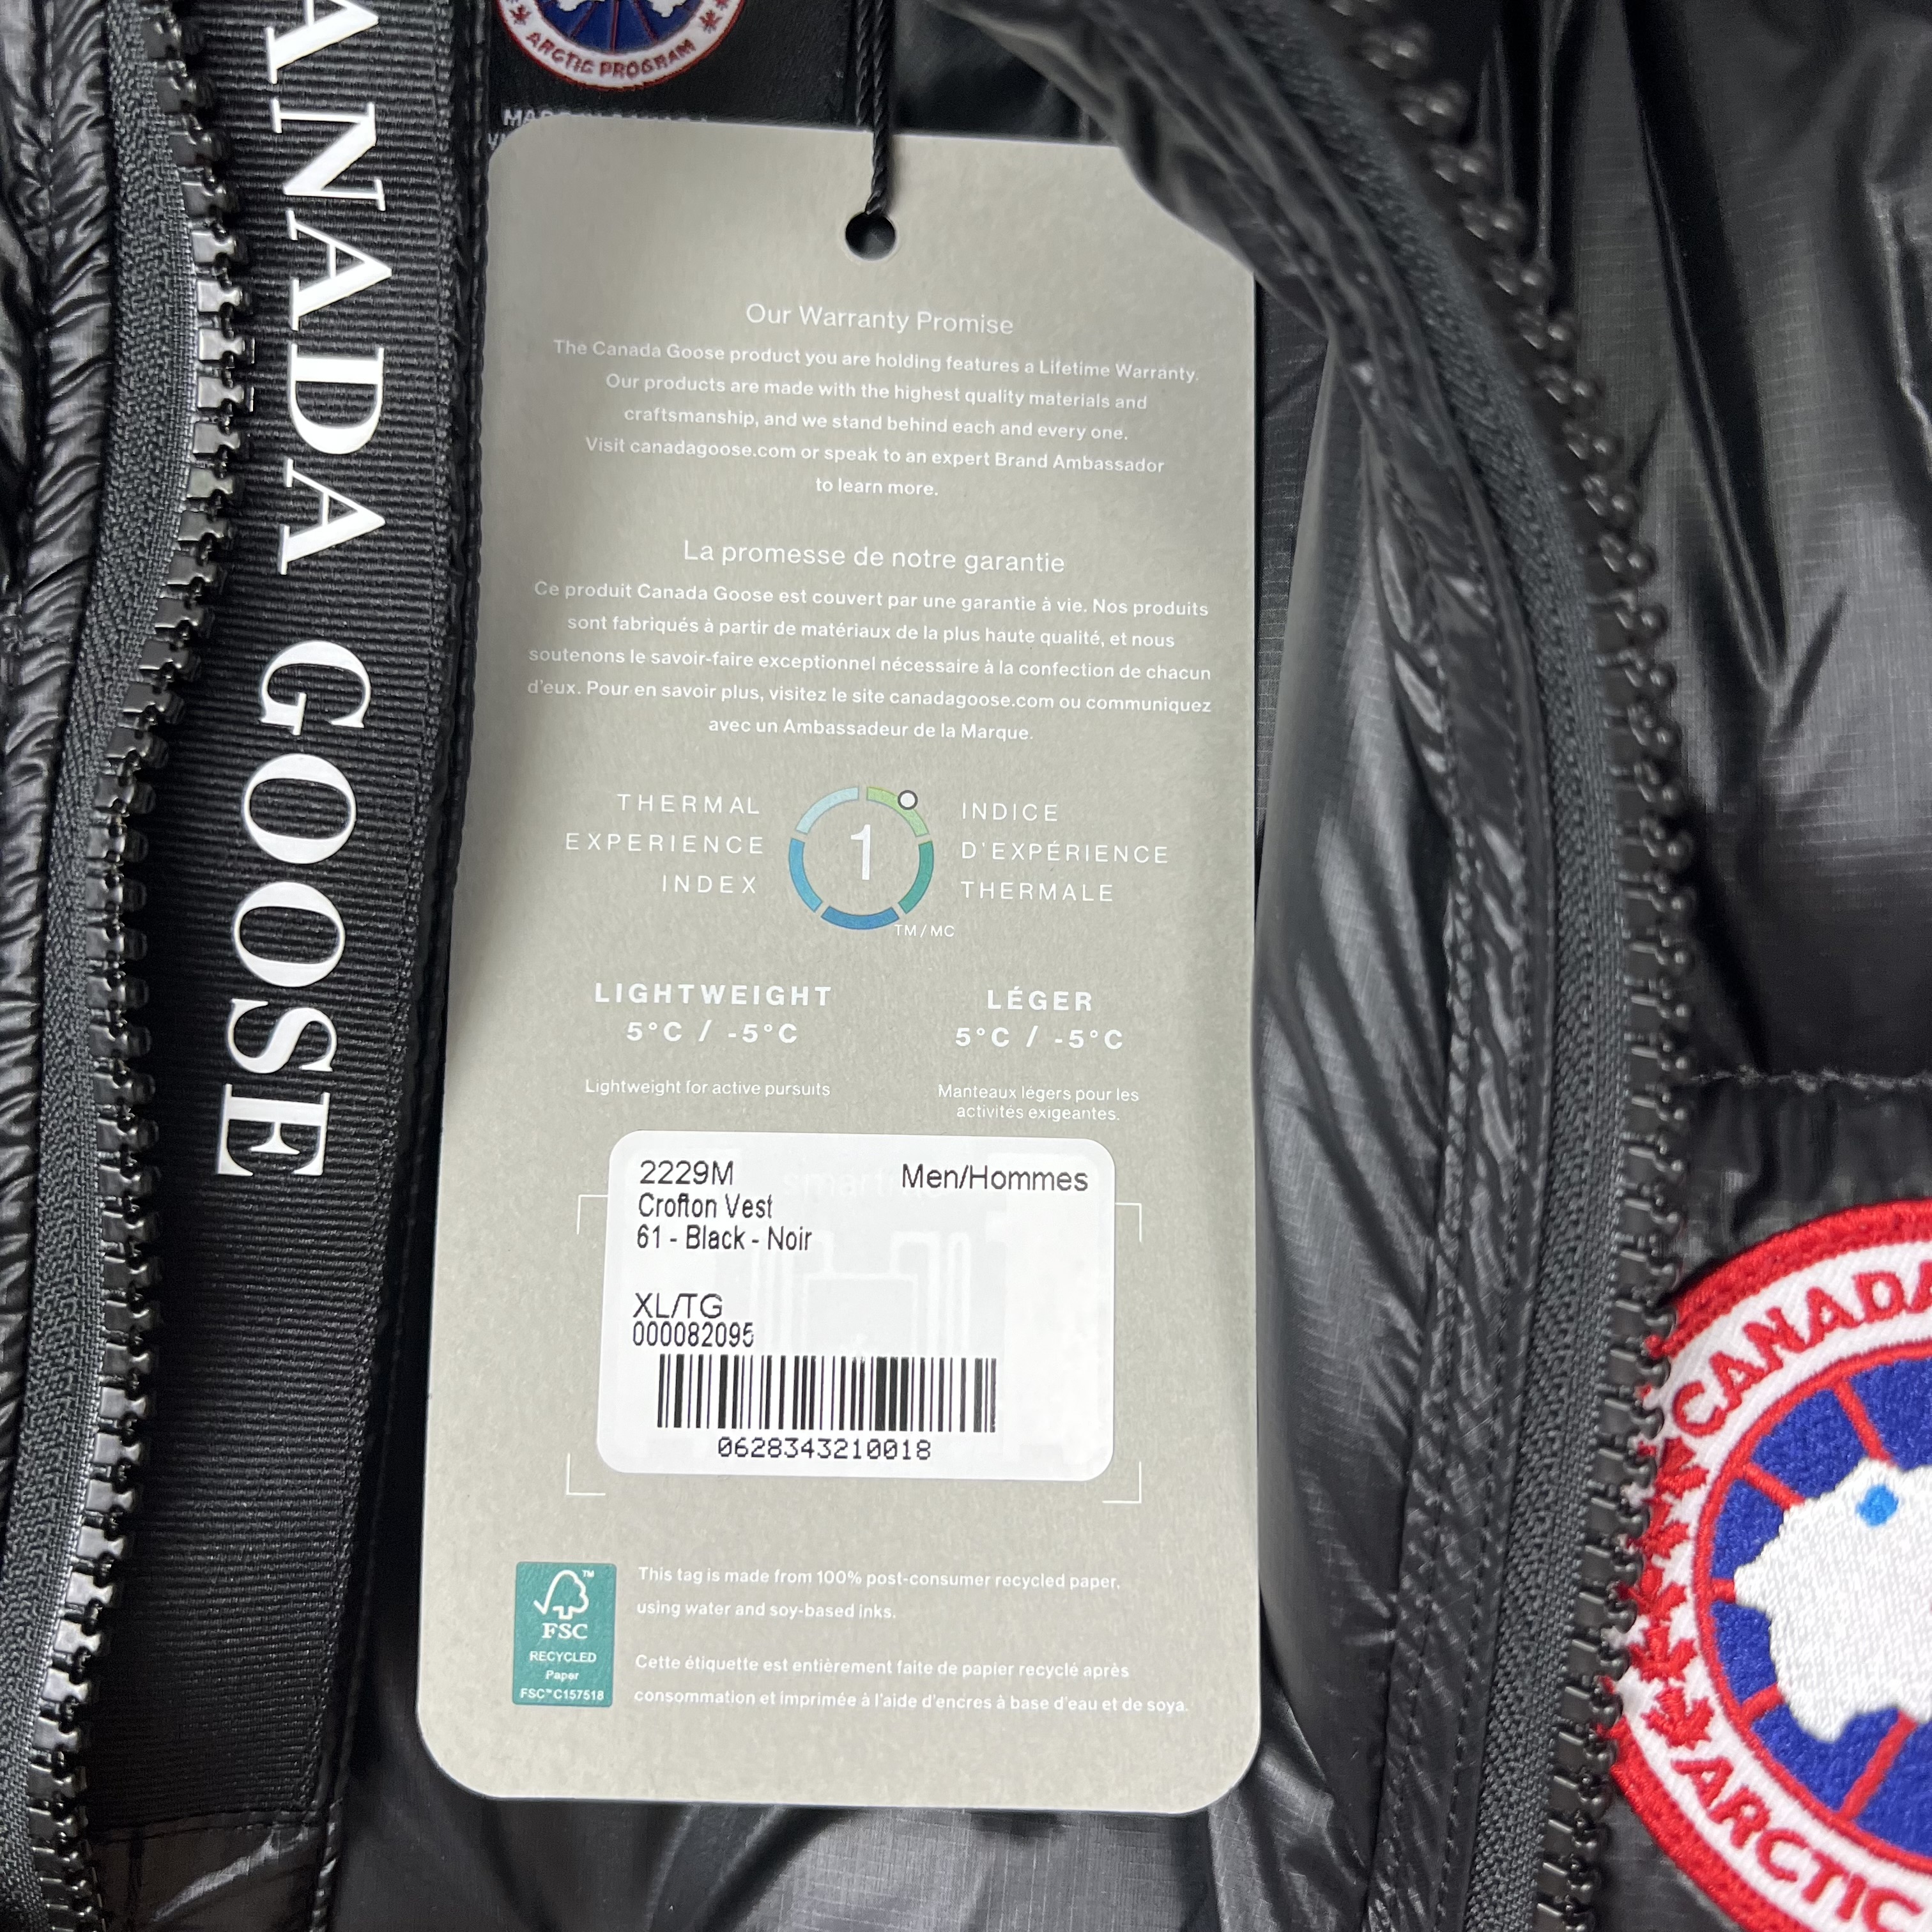 ANADA GOOSE
ARCTIC PROGRAM
Our Warranty Promise
The Canada Goose product you are holding features a Lifetime Warranty.
Our products are made with the highest quality materials and
craftsmanship, and we stand behind each and every one.
Visit canadagoose.com or speak to an expert Brand Ambassador
to learn more.
La promesse de notre garantie
Ce produit Canada Goose est couvert par une garantie à vie. Nos produits
sont fabriqués à partir de matériaux de la plus haute qualité, et nous
soutenons le savoir-faire exceptionnel nécessaire à la confection de chacun
d'eux. Pour en savoir plus, visitez le site canadagoose.com ou communiquez
avec un Ambassadeur de la Marque.
THERMAL
EXPERIENCE
INDEX
1
TM/MC
INDICE
D'EXPÉRIENCE
THERMALE
LIGHTWEIGHT
5°C / -5°C
Lightweight for active pursuits
LÉGER
5°C / -5°C
Manteaux légers pour les
activités exigeantes.
2229M Men/Hommes
Crofton Vest
61 - Black - Noir
XL/TG
000082095
0628343210018
FSC™
RECYCLED
Paper
FSC™ C157518
This tag is made from 100% post-consumer recycled paper,
using water and soy-based inks.
Cette étiquette est entièrement faite de papier recyclé après
consommation et imprimée à l'aide d'encres à base d'eau et de soya.
CANADA
ARCTIC